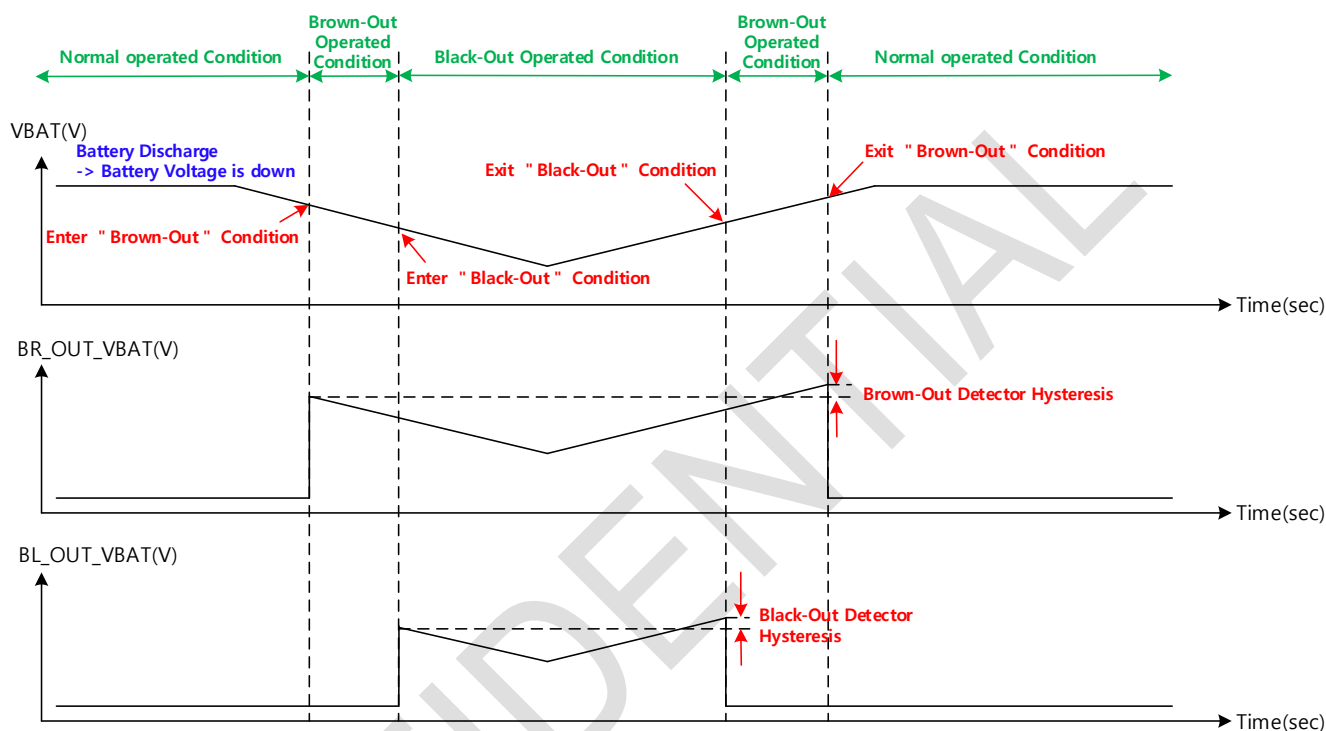 Normal operated Condition
Brown-Out
Operated
Condition
Black-Out Operated Condition
Brown-Out
Operated
Condition
Normal operated Condition
VBAT(V)
Battery Discharge
-> Battery Voltage is down
Exit "Black-Out" Condition
Exit "Brown-Out" Condition
Enter "Brown-Out" Condition
Enter "Black-Out" Condition
Time(sec)
BR_OUT_VBAT(V)
Brown-Out Detector Hysteresis
Time(sec)
BL_OUT_VBAT(V)
Black-Out Detector
Hysteresis
Time(sec)